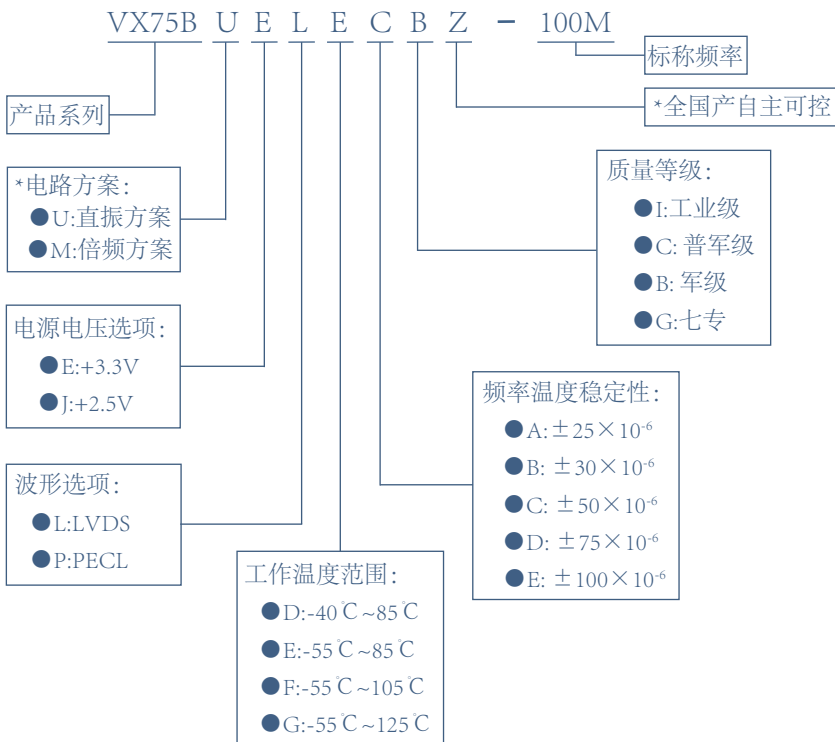 VX75B U E L E C B Z - 100M
标称频率
*全国产自主可控
产品系列
*电路方案:
●U:直振方案
●M:倍频方案
质量等级:
●I:工业级
●C: 普军级
●B: 军级
●G:七专
电源电压选项:
●E:+3.3V
●J:+2.5V
频率温度稳定性:
●A:±25×10⁻⁶
●B: ±30×10⁻⁶
●C: ±50×10⁻⁶
●D: ±75×10⁻⁶
●E: ±100×10⁻⁶
波形选项:
●L:LVDS
●P:PECL
工作温度范围:
●D:-40℃~85℃
●E:-55℃~85℃
●F:-55℃~105℃
●G:-55℃~125℃